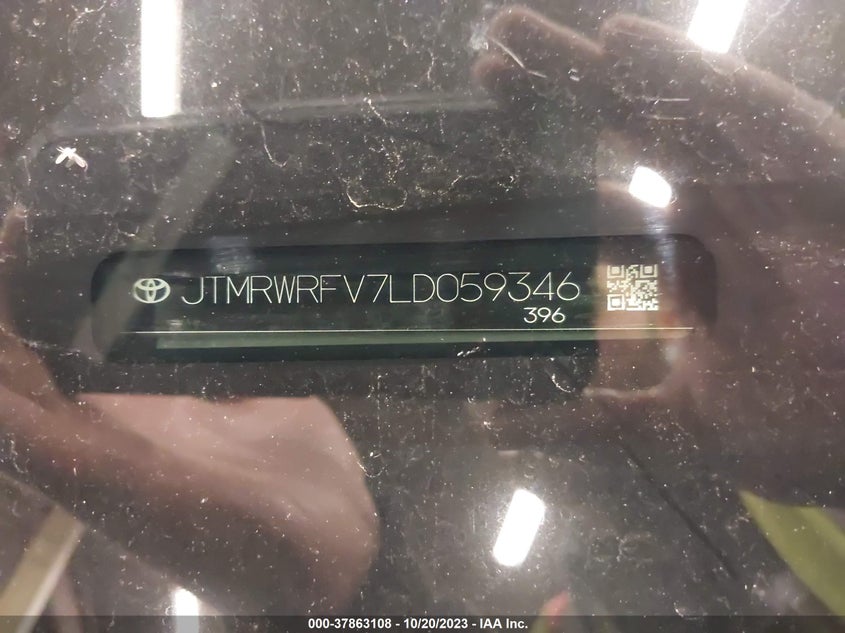 JTMRWRFV7LD059346
396
000-37863108 - 10/20/2023 - IAA Inc.